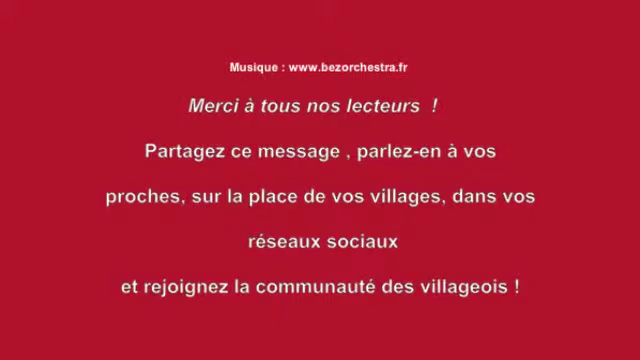 Musique : www.bezorchestra.fr
Merci à tous nos lecteurs  !
Partagez ce message , parlez-en à vos
proches, sur la place de vos villages, dans vos
réseaux sociaux
et rejoignez la communauté des villageois !